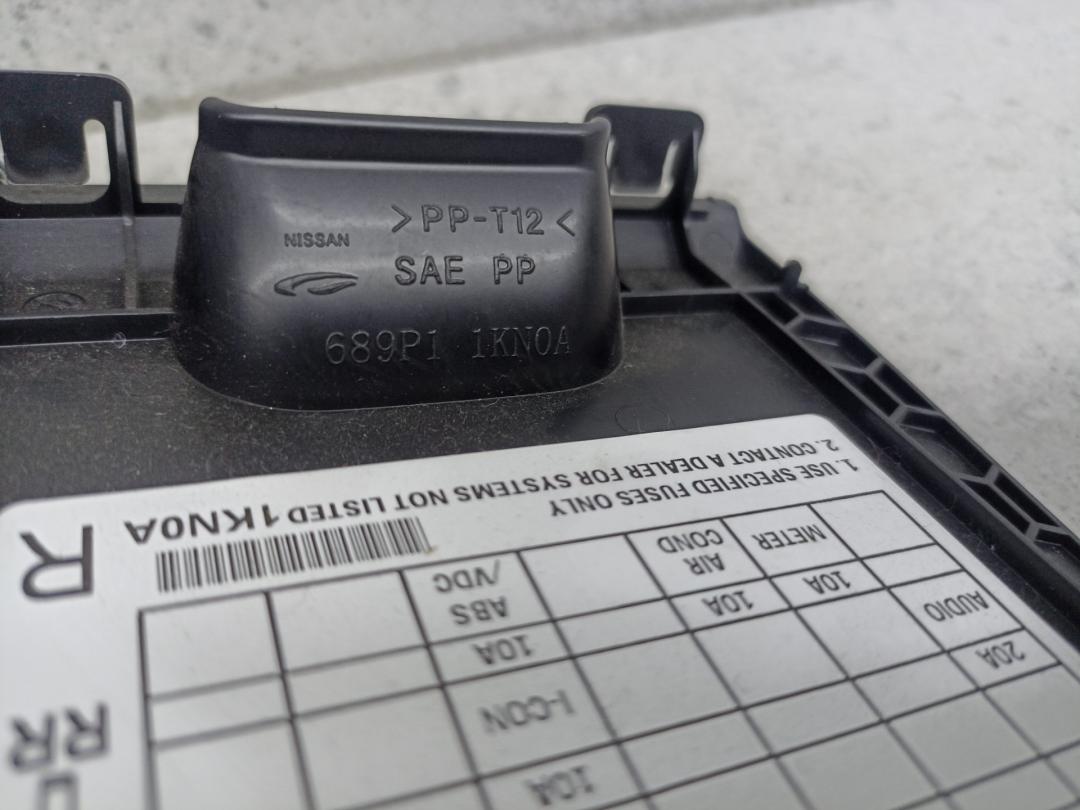 >PP-T12<
NISSAN
SAE PP
689P1 1KN0A
1. USE SPECIFIED FUSES ONLY
2. CONTACT A DEALER FOR SYSTEMS NOT LISTED 1KN0A
R
AUDIO
20A
METER
10A
AIR COND
10A
ABS /VDC
10A
I-CON
10A
RR